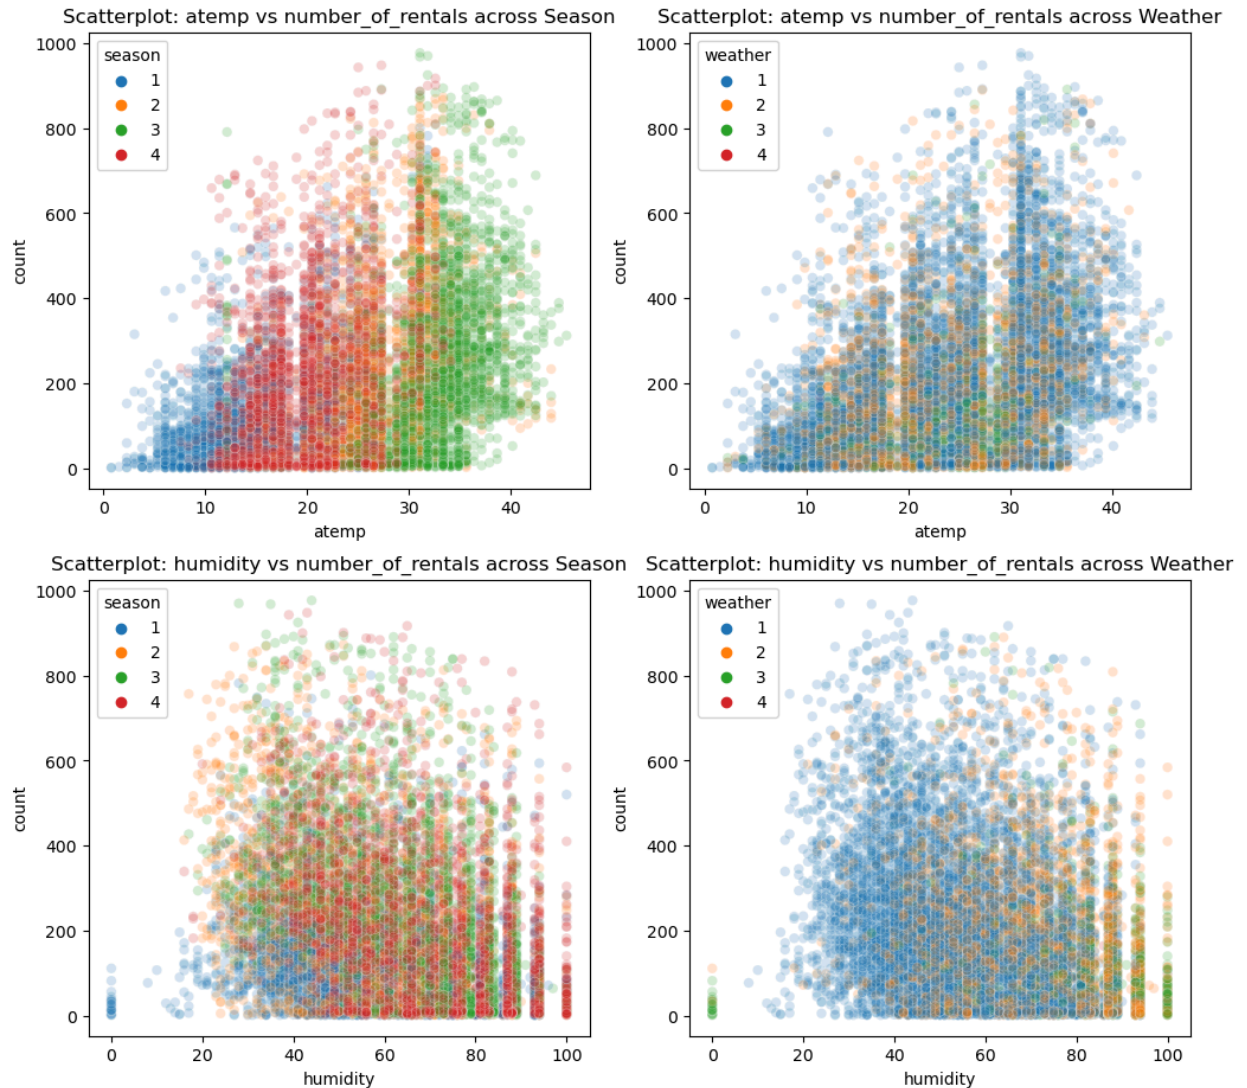 Scatterplot: atemp vs number_of_rentals across Season
season
1
2
3
4
1000
800
600
400
200
0
count
0 10 20 30 40
atemp
Scatterplot: atemp vs number_of_rentals across Weather
weather
1
2
3
4
1000
800
600
400
200
0
count
0 10 20 30 40
atemp
Scatterplot: humidity vs number_of_rentals across Season
season
1
2
3
4
1000
800
600
400
200
0
count
0 20 40 60 80 100
humidity
Scatterplot: humidity vs number_of_rentals across Weather
weather
1
2
3
4
1000
800
600
400
200
0
count
0 20 40 60 80 100
humidity